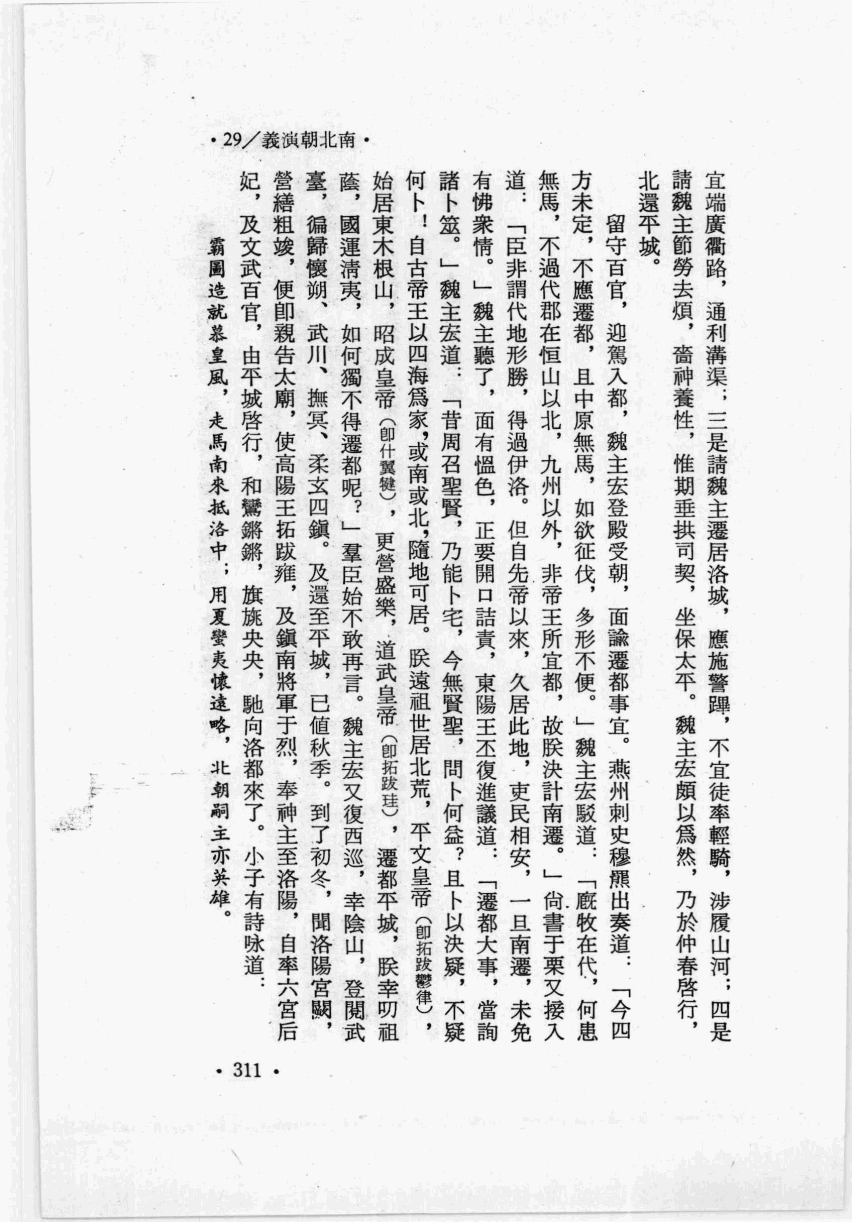 •29／義演朝北南•
宜端廣衢路，通利溝渠；三是請魏主遷居洛城，應施警蹕，不宜徒率輕騎，涉履山河；四是
請魏主節勞去煩，嗇神養性，惟期垂拱司契，坐保太平。魏主宏頗以爲然，乃於仲春啓行，
北還平城。
留守百官，迎駕入都，魏主宏登殿受朝，面諭遷都事宜。燕州刺史穆羆出奏道：「今四
方未定，不應遷都，且中原無馬，如欲征伐，多形不便。」魏主宏駁道：「廐牧在代，何患
無馬，不過代郡在恒山以北，九州以外，非帝王所宜都，故朕決計南遷。」尙書于栗又接入
道：「臣非謂代地形勝，得過伊洛。但自先帝以來，久居此地，吏民相安，一旦南遷，未免
有怫衆情。」魏主聽了，面有慍色，正要開口詰責，東陽王丕復進議道：「遷都大事，當詢
諸卜筮。」魏主宏道：「昔周召聖賢，乃能卜宅，今無賢聖，問卜何益？且卜以決疑，不疑
何卜！自古帝王以四海爲家，或南或北，隨地可居。朕遠祖世居北荒，平文皇帝（卽拓跋鬱律），
始居東木根山，昭成皇帝（卽什翼犍），更營盛樂，道武皇帝（卽拓跋珪），遷都平城，朕幸叨祖
蔭，國運清夷，如何獨不得遷都呢？」羣臣始不敢再言。魏主宏又復西巡，幸陰山，登閱武
臺，徧歸懷朔、武川、撫冥、柔玄四鎭。及還至平城，已値秋季。到了初冬，聞洛陽宮闕，
營繕粗竣，便卽親告太廟，使高陽王拓跋雍，及鎭南將軍于烈，奉神主至洛陽，自率六宮后
妃，及文武百官，由平城啓行，和鸞鏘鏘，旗旄央央，馳向洛都來了。小子有詩咏道：
霸圖造就慕皇風，走馬南來抵洛中；用夏蠻夷懷遠略，北朝嗣主亦英雄。
•311•